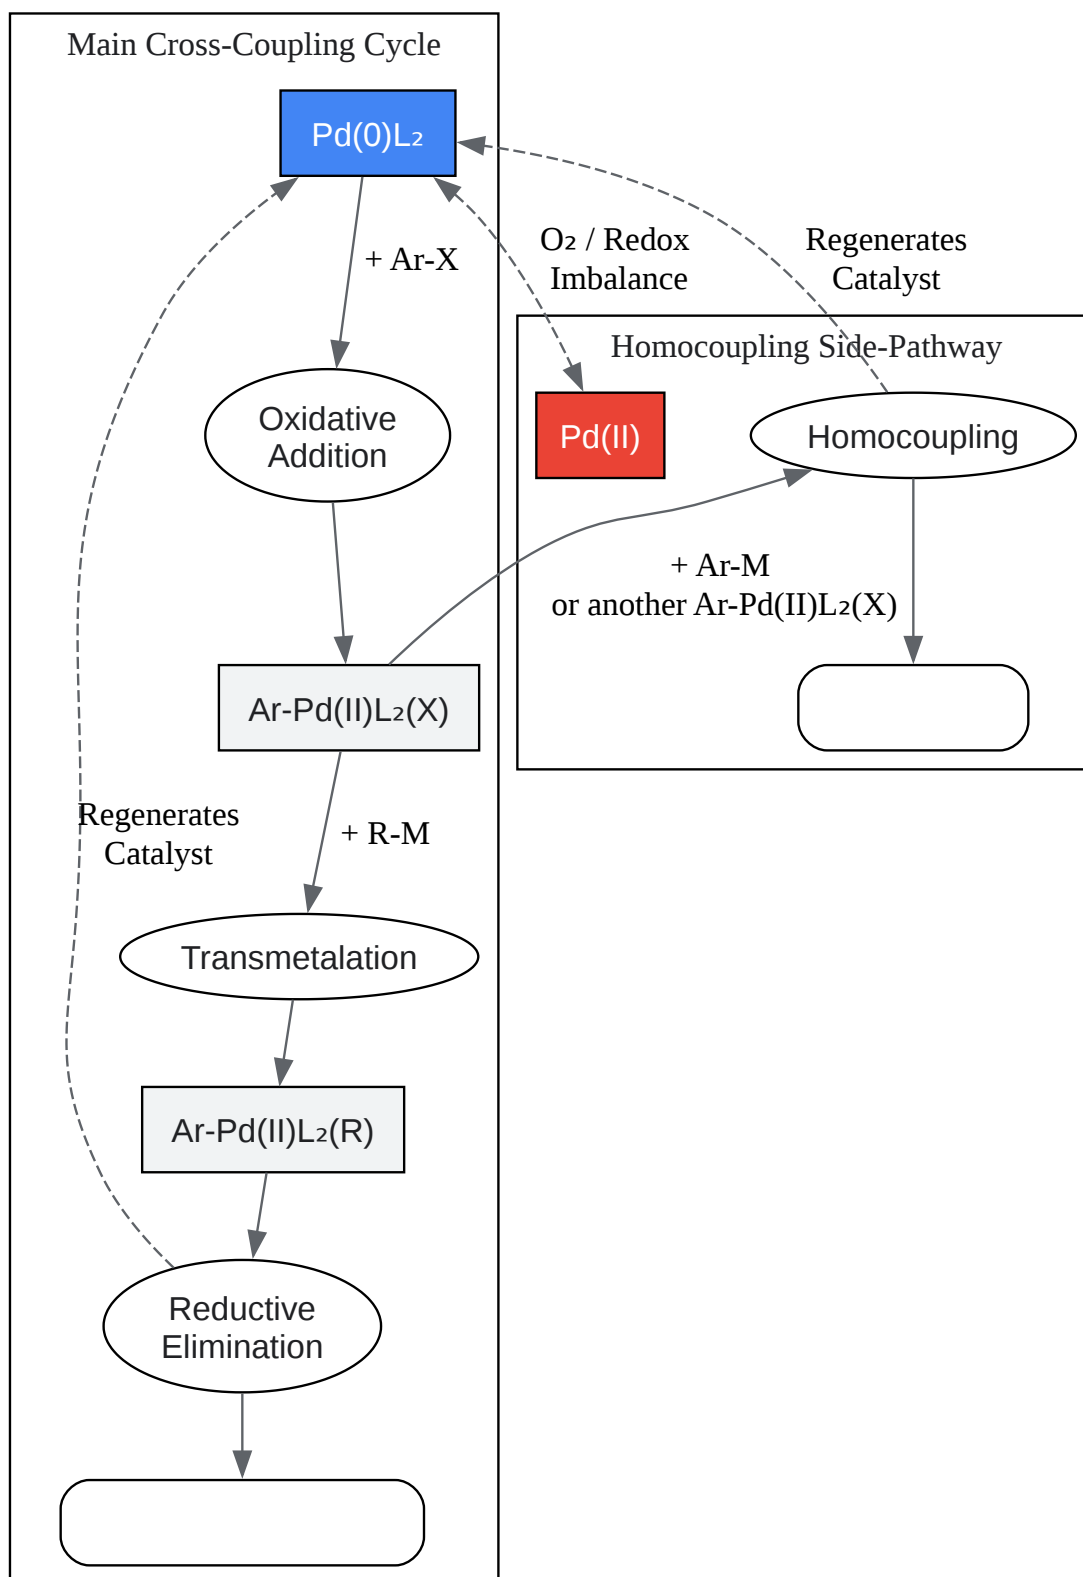 Main Cross-Coupling Cycle
Pd(0)L₂
+ Ar-X
O₂ / Redox
Imbalance
Regenerates
Catalyst
Homocoupling Side-Pathway
Oxidative
Addition
Pd(II)
Homocoupling
+ Ar-M
or another Ar-Pd(II)L₂(X)
Ar-Pd(II)L₂(X)
Regenerates
Catalyst
+ R-M
Transmetalation
Ar-Pd(II)L₂(R)
Reductive
Elimination